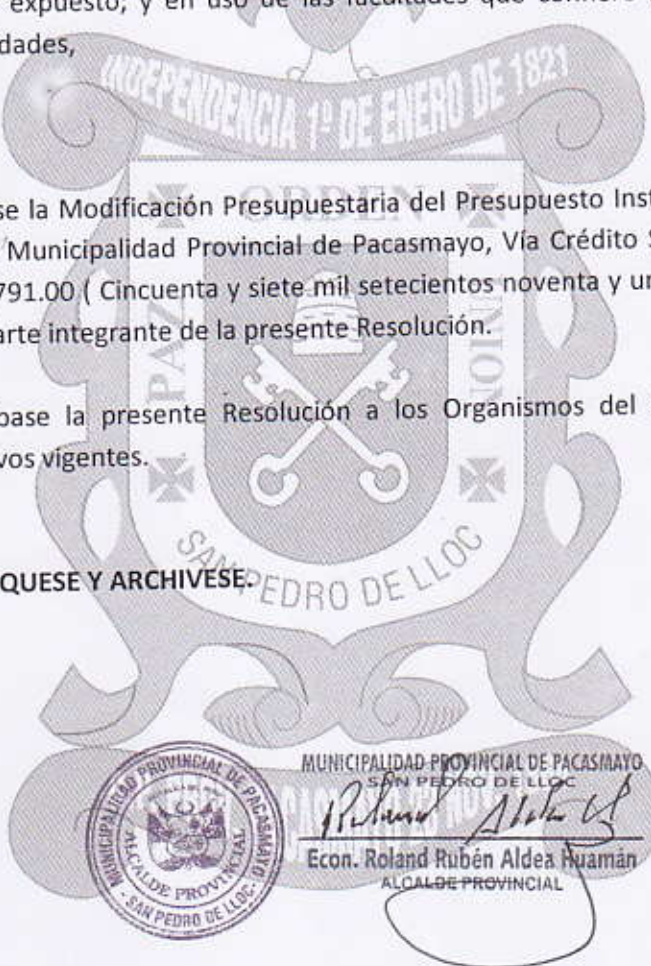 expuesto; y en uso de las facultades que confiere
dades,
INDEPENDENCIA 1º DE ENERO DE 1821
ORDEN
PAZ
UNION
se la Modificación Presupuestaria del Presupuesto Inst
Municipalidad Provincial de Pacasmayo, Vía Crédito S
791.00 ( Cincuenta y siete mil setecientos noventa y un
arte integrante de la presente Resolución.
base la presente Resolución a los Organismos del
vos vigentes.
QUESE Y ARCHIVESE.
SAN PEDRO DE LLOC
MUNICIPALIDAD PROVINCIAL DE PACASMAYO
ALCALDE PROVINCIAL
- SAN PEDRO DE LLOC -
MUNICIPALIDAD PROVINCIAL DE PACASMAYO
SAN PEDRO DE LLOC
Econ. Roland Rubén Aldea Huamán
ALCALDE PROVINCIAL